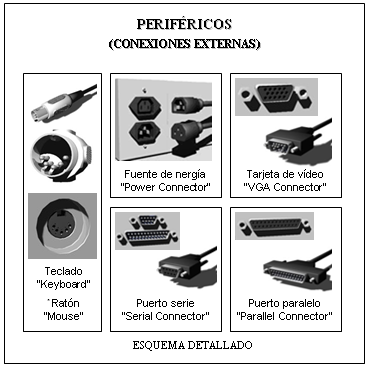 PERIFÉRICOS
(CONEXIONES EXTERNAS)
Teclado
"Keyboard"
*Ratón
"Mouse"
Fuente de nergía
"Power Connector"
Tarjeta de vídeo
"VGA Connector"
Puerto serie
"Serial Connector"
Puerto paralelo
"Parallel Connector"
ESQUEMA DETALLADO